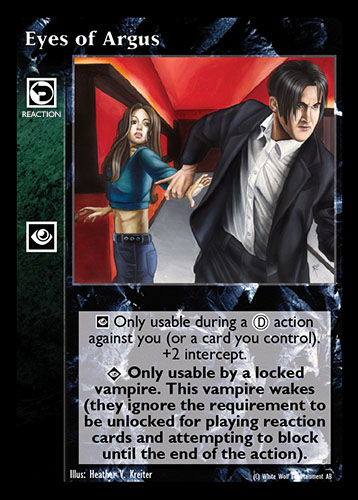 Eyes of Argus
REACTION
Only usable during a Ⓓ action
against you (or a card you control).
+2 intercept.
Only usable by a locked
vampire. This vampire wakes
(they ignore the requirement to
be unlocked for playing reaction
cards and attempting to block
until the end of the action).
Illus: Heather V. Kreiter
(C) White Wolf Entertainment AB